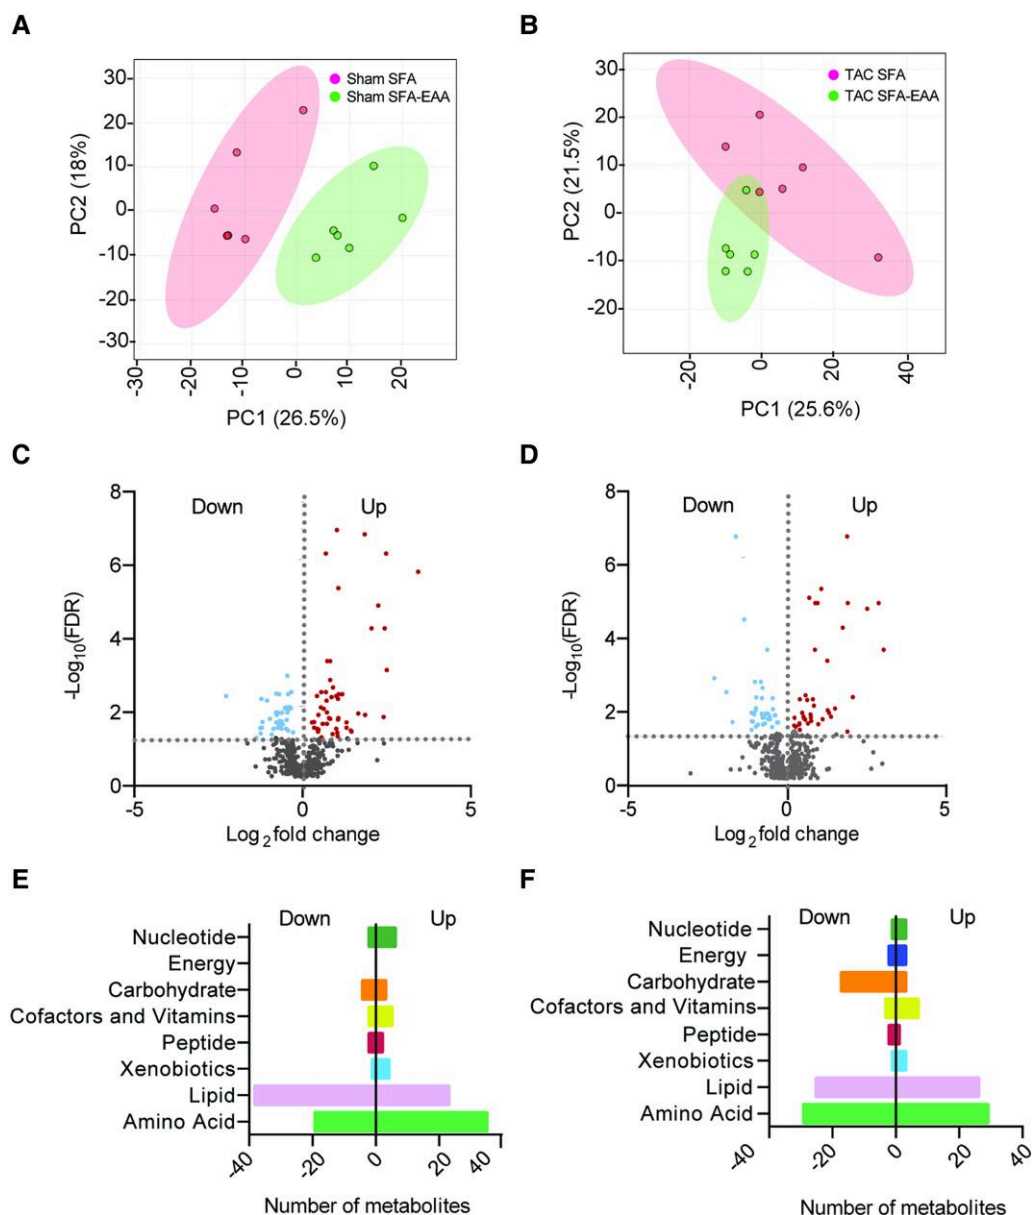 A
Sham SFA
Sham SFA-EAA
PC2 (18%)
30
20
10
0
-10
-20
-30
-30
-20
-10
0
10
20
PC1 (26.5%)
B
TAC SFA
TAC SFA-EAA
PC2 (21.5%)
30
20
10
0
-10
-20
-20
0
20
40
PC1 (25.6%)
C
Down
Up
-Log10(FDR)
8
6
4
2
0
-5
0
5
Log2 fold change
D
Down
Up
-Log10(FDR)
8
6
4
2
0
-5
0
5
Log2 fold change
E
Down
Up
Nucleotide
Energy
Carbohydrate
Cofactors and Vitamins
Peptide
Xenobiotics
Lipid
Amino Acid
-40
-20
0
20
40
Number of metabolites
F
Down
Up
Nucleotide
Energy
Carbohydrate
Cofactors and Vitamins
Peptide
Xenobiotics
Lipid
Amino Acid
-40
-20
0
20
40
Number of metabolites